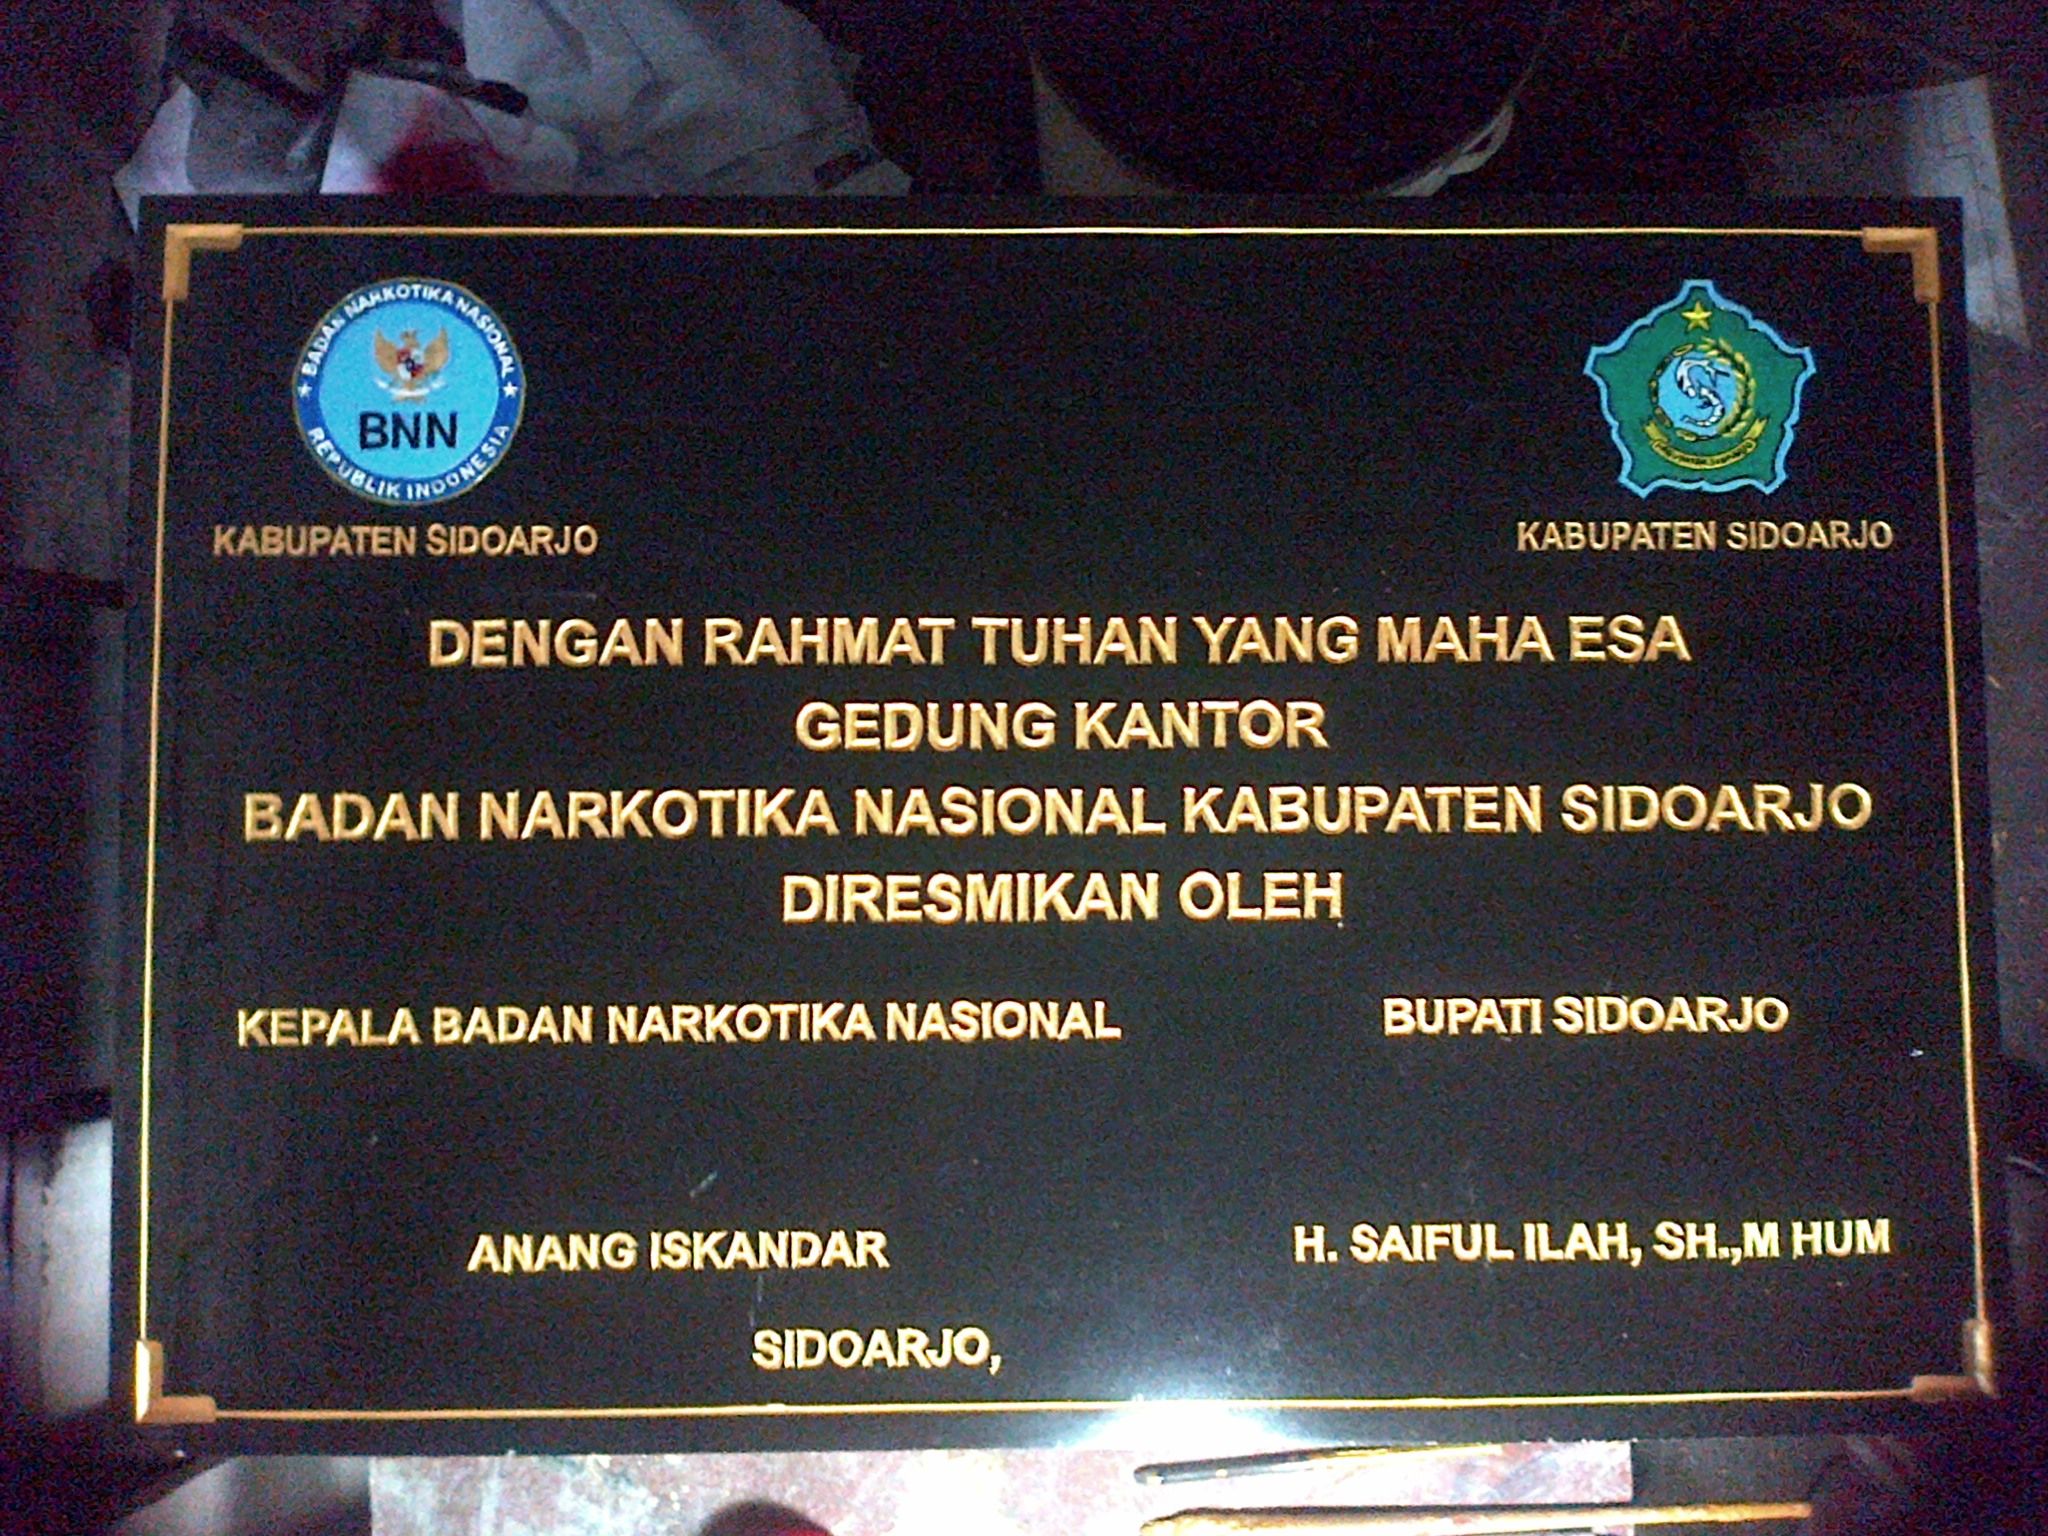 BADAN NARKOTIKA NASIONAL
BNN
REPUBLIK INDONESIA
KABUPATEN SIDOARJO
KABUPATEN SIDOARJO
DENGAN RAHMAT TUHAN YANG MAHA ESA
GEDUNG KANTOR
BADAN NARKOTIKA NASIONAL KABUPATEN SIDOARJO
DIRESMIKAN OLEH
KEPALA BADAN NARKOTIKA NASIONAL
BUPATI SIDOARJO
ANANG ISKANDAR
H. SAIFUL ILAH, SH.,M HUM
SIDOARJO,